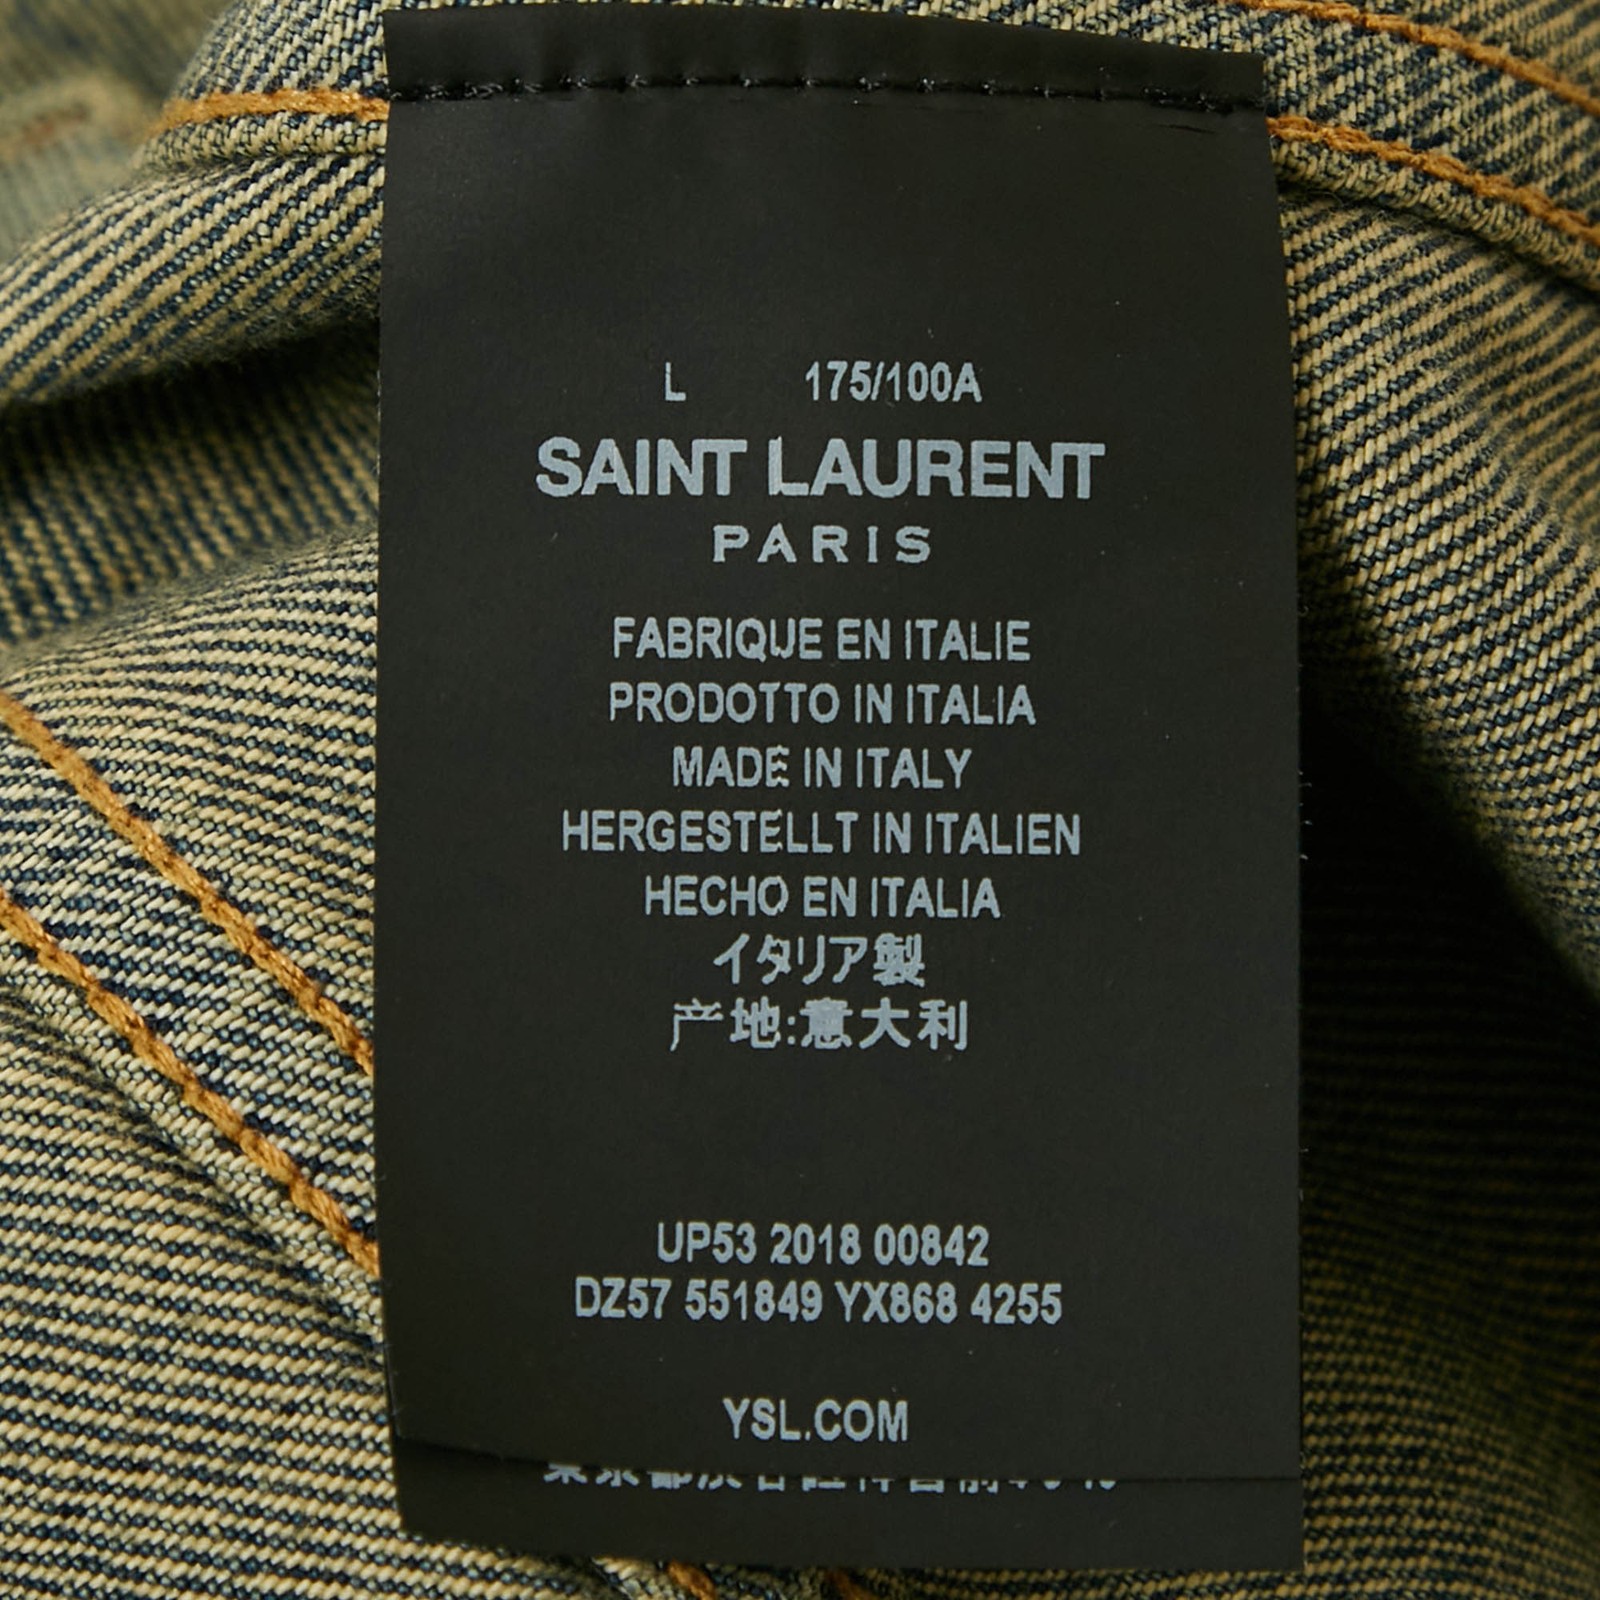 L 175/100A
SAINT LAURENT
PARIS
FABRIQUE EN ITALIE
PRODOTTO IN ITALIA
MADE IN ITALY
HERGESTELLT IN ITALIEN
HECHO EN ITALIA
イタリア製
产地:意大利
UP53 2018 00842
DZ57 551849 YX868 4255
YSL.COM